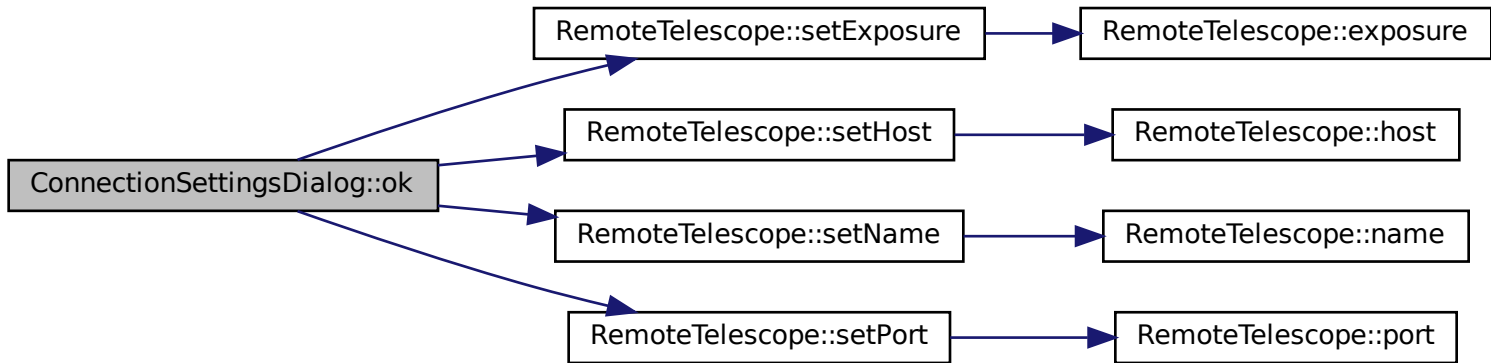 RemoteTelescope::setExposure
RemoteTelescope::exposure
RemoteTelescope::setHost
RemoteTelescope::host
ConnectionSettingsDialog::ok
RemoteTelescope::setName
RemoteTelescope::name
RemoteTelescope::setPort
RemoteTelescope::port